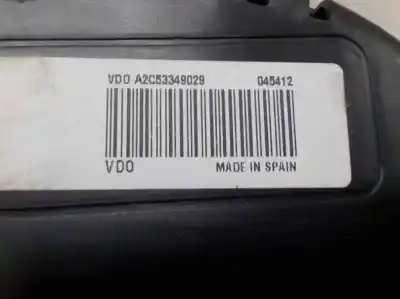 VDO A2C53349029 045412
VDO MADE IN SPAIN